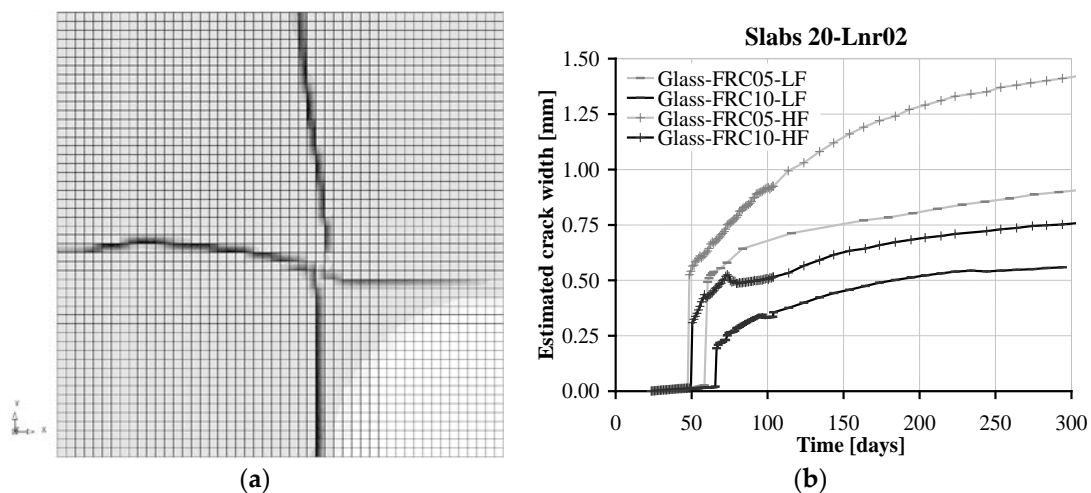 Y
X
(a)
Slabs 20-Lnr02
Estimated crack width [mm]
1.50
1.25
1.00
0.75
0.50
0.25
0.00
Glass-FRC05-LF
Glass-FRC10-LF
Glass-FRC05-HF
Glass-FRC10-HF
0 50 100 150 200 250 300
Time [days]
(b)